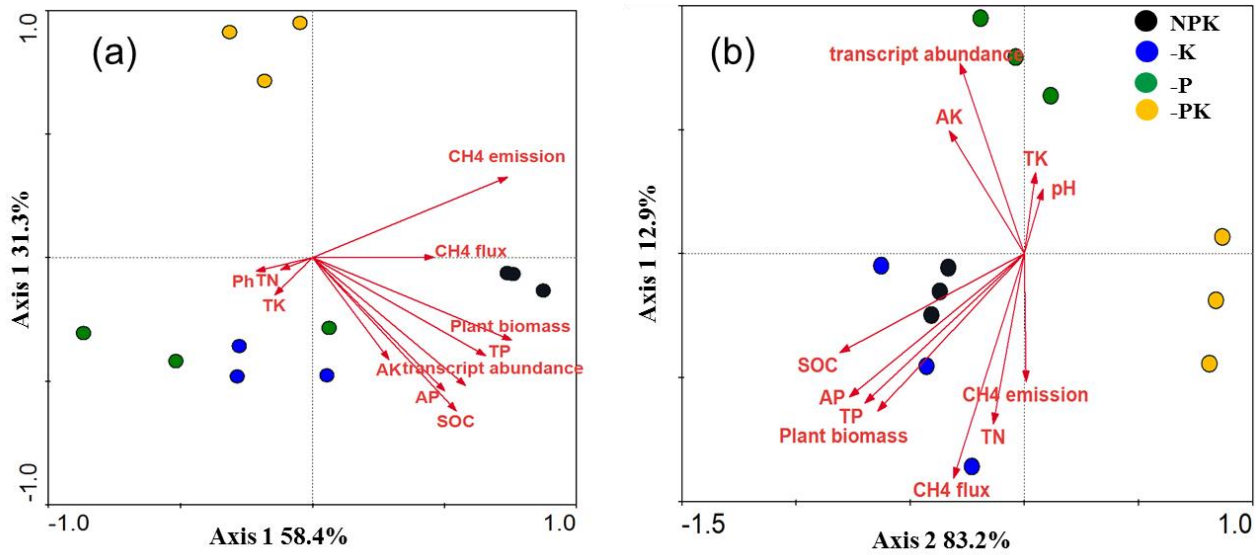 (a)
1.0
CH4 emission
CH4 flux
Ph TN
TK
Plant biomass
TP
AK transcript abundance
AP
SOC
Axis 1 31.3%
-1.0
-1.0
1.0
Axis 1 58.4%
(b)
NPK
-K
-P
-PK
transcript abundance
AK
TK
pH
SOC
AP
TP
Plant biomass
CH4 emission
TN
CH4 flux
Axis 1 12.9%
-1.5
1.0
Axis 2 83.2%